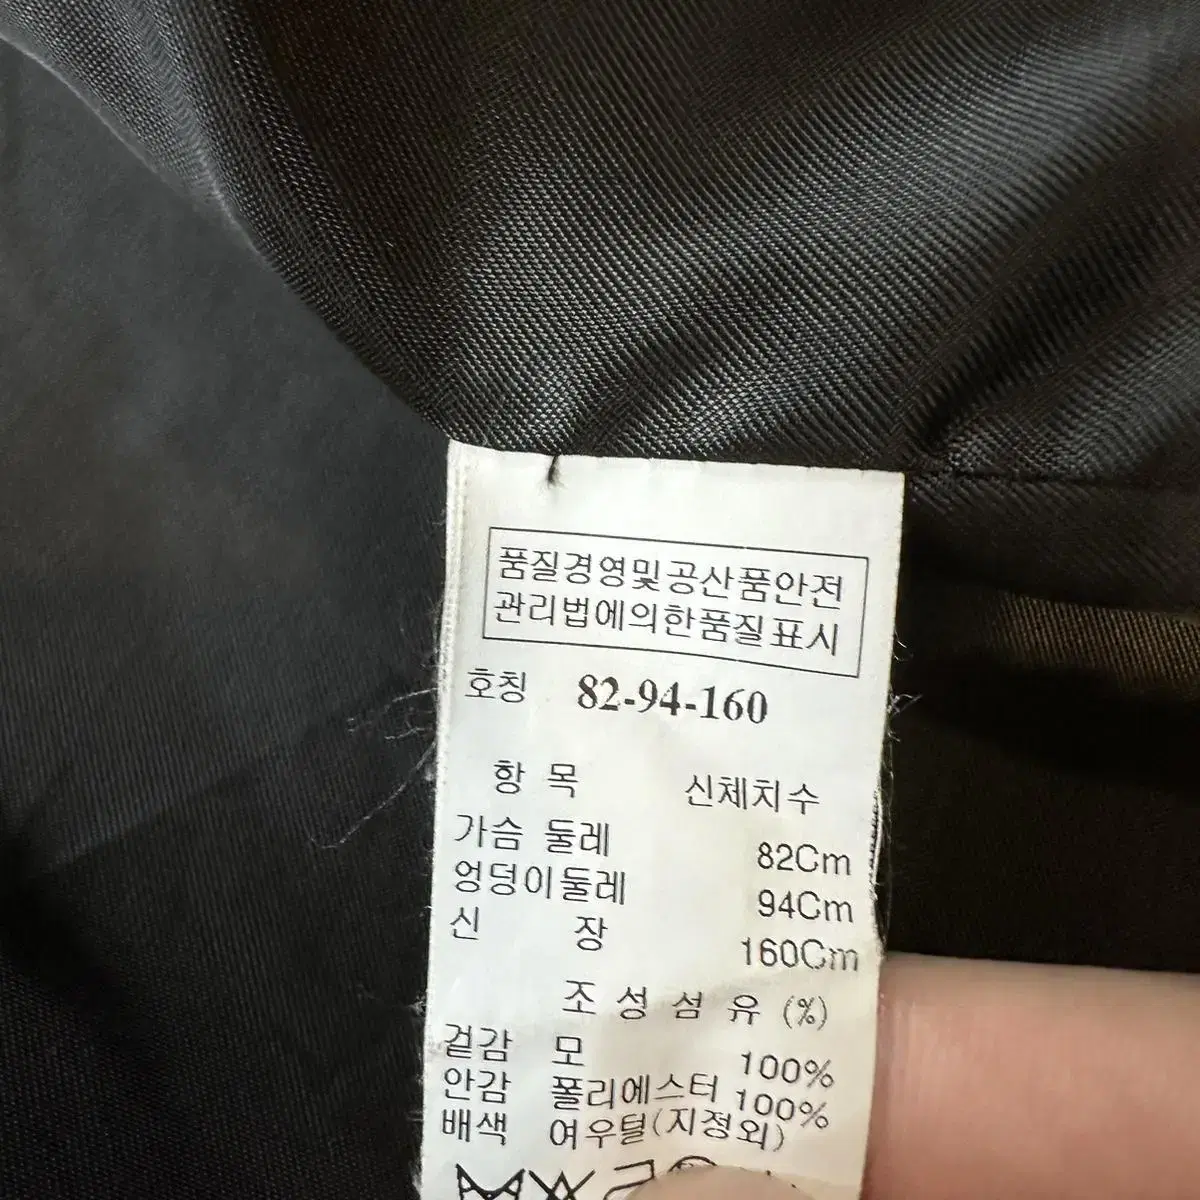 품질경영및공산품안전
관리법에의한품질표시
호칭 82-94-160
항 목 신체치수
가슴 둘레 82Cm
엉덩이둘레 94Cm
신 장 160Cm
조 성 섬 유 (%)
겉감 모 100%
안감 폴리에스터 100%
배색 여우털(지정외)